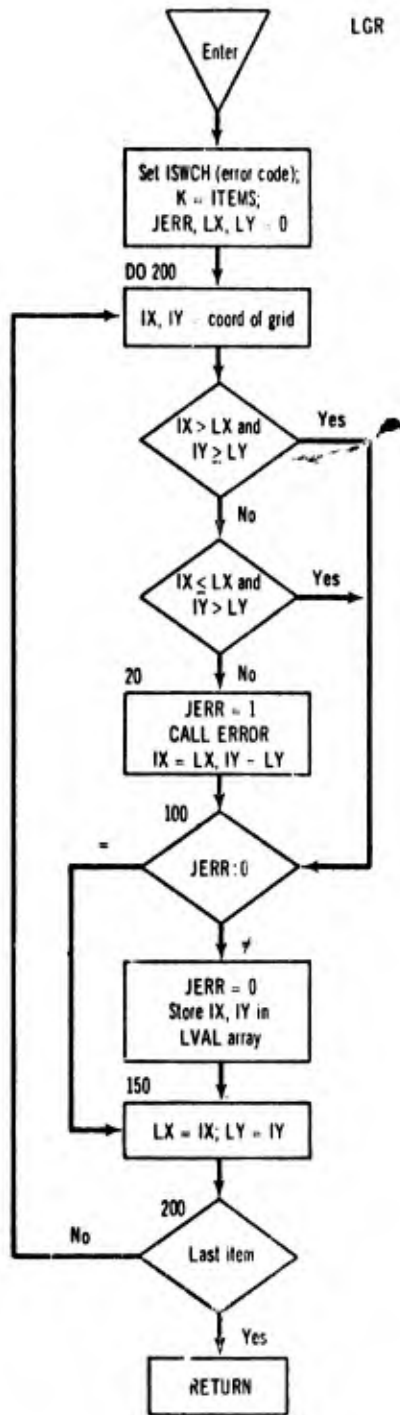 LGR
Enter
Set ISWCH (error code);
K = ITEMS;
JERR, LX, LY = 0
DO 200
IX, IY = coord of grid
IX > LX and
IY ≥ LY
Yes
No
IX ≤ LX and
IY > LY
Yes
No
20
JERR = 1
CALL ERROR
IX = LX, IY - LY
100
=
JERR:0
≠
JERR = 0
Store IX, IY in
LVAL array
150
LX = IX; LY = IY
200
No
Last item
Yes
RETURN